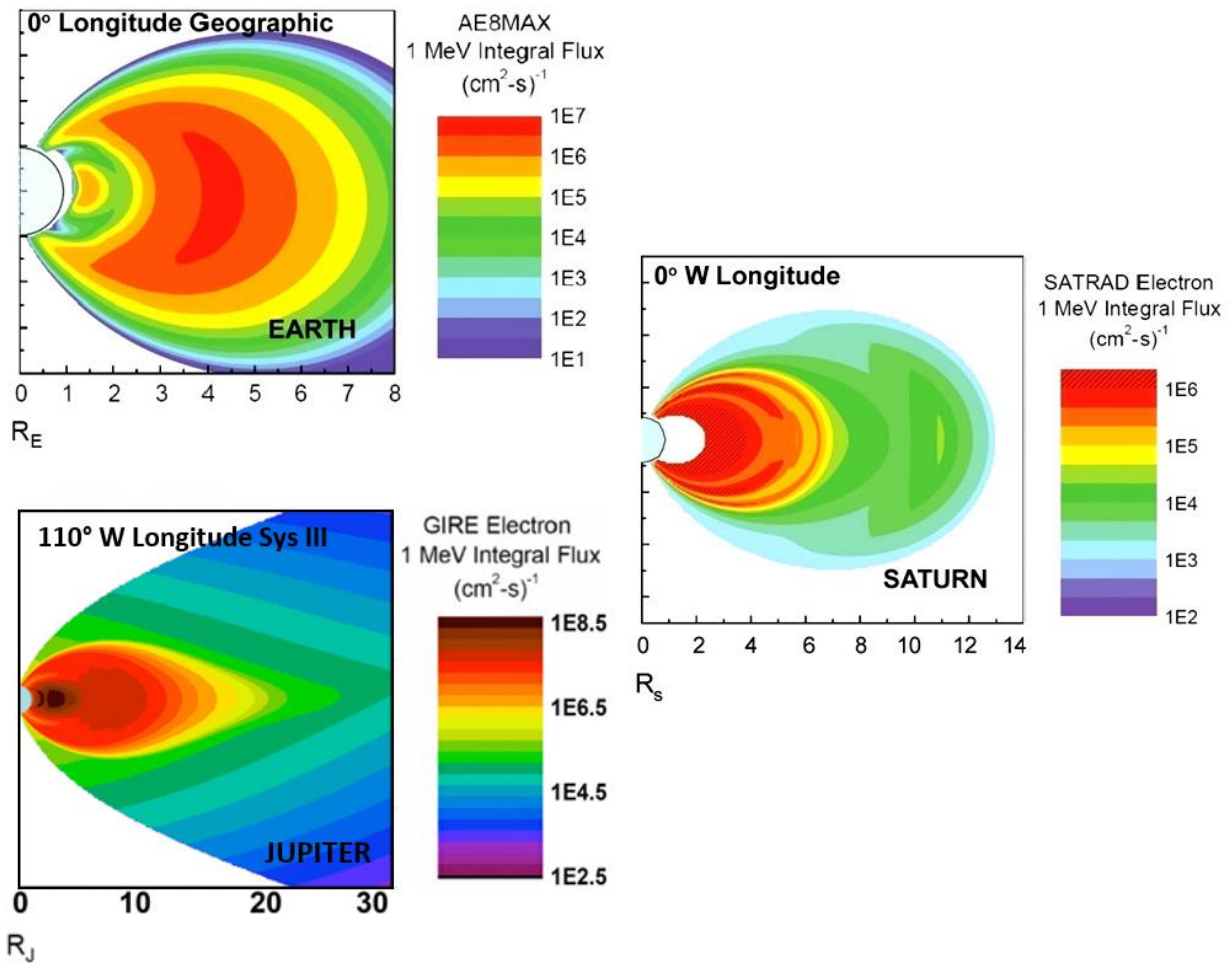 0° Longitude Geographic
EARTH
0 1 2 3 4 5 6 7 8
R_E
AE8MAX
1 MeV Integral Flux
(cm²-s)⁻¹
1E7
1E6
1E5
1E4
1E3
1E2
1E1
0° W Longitude
SATURN
0 2 4 6 8 10 12 14
R_s
SATRAD Electron
1 MeV Integral Flux
(cm²-s)⁻¹
1E6
1E5
1E4
1E3
1E2
110° W Longitude Sys III
JUPITER
0 10 20 30
R_J
GIRE Electron
1 MeV Integral Flux
(cm²-s)⁻¹
1E8.5
1E6.5
1E4.5
1E2.5